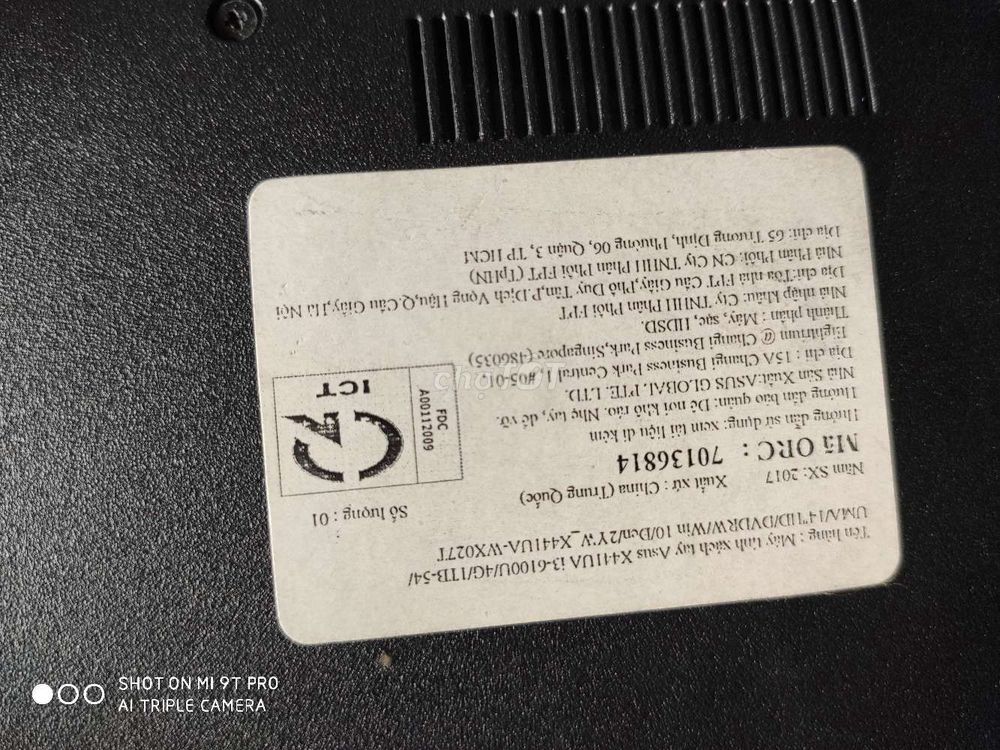 Tên hàng : Máy tính xách tay Asus X441UA i3-6100U/4G/1TB-54/
UMA/14"HD/DVDRW/Win 10/Đen/2Y_W_X441UA-WX027T
Năm SX: 2017
Xuất xứ : China (Trung Quốc)
Số lượng : 01
Mã ORC : 70136814
Hướng dẫn sử dụng: xem tài liệu đi kèm
Hướng dẫn bảo quản: Để nơi khô ráo. Nhẹ tay, dễ vỡ.
Nhà Sản Xuất:ASUS GLOBAL PTE. LTD.
Địa chỉ : 15A Changi Business Park Central 1, #05-01
Eightrium @ Changi Business Park,Singapore (486035)
Thành phần : Máy, sạc, HDSD.
Nhà nhập khẩu: Cty TNHH Phân Phối FPT
Địa chỉ:Tòa nhà FPT Cầu Giấy,Phố Duy Tân,P.Dịch Vọng Hậu,Q.Cầu Giấy,Hà Nội
Nhà Phân Phối: CN Cty TNHH Phân Phối FPT (TpHN)
Địa chỉ: 65 Trương Định, Phường 06, Quận 3, TP HCM
FDC
A00112009
ICT
chợTỐT
SHOT ON MI 9T PRO
AI TRIPLE CAMERA